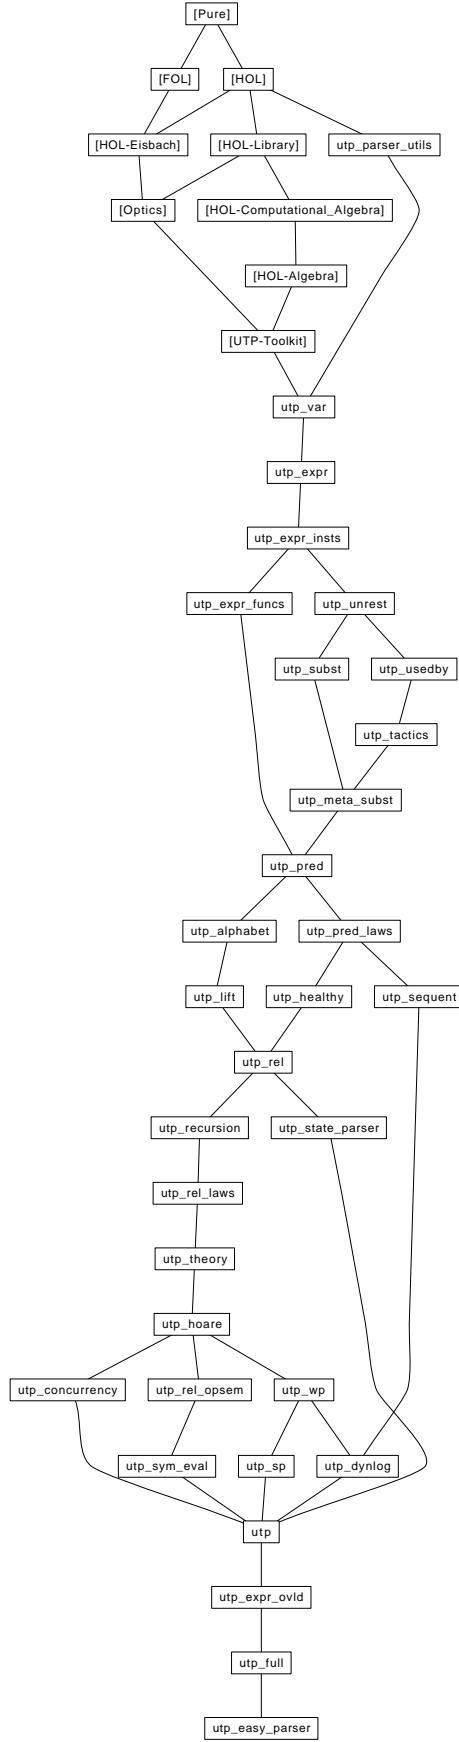 [Pure]
[FOL]
[HOL]
[HOL-Eisbach]
[HOL-Library]
utp_parser_utils
[Optics]
[HOL-Computational_Algebra]
[HOL-Algebra]
[UTP-Toolkit]
utp_var
utp_expr
utp_expr_insts
utp_expr_funcs
utp_unrest
utp_subst
utp_usedby
utp_tactics
utp_meta_subst
utp_pred
utp_alphabet
utp_pred_laws
utp_lift
utp_healthy
utp_sequent
utp_rel
utp_recursion
utp_state_parser
utp_rel_laws
utp_theory
utp_hoare
utp_concurrency
utp_rel_opsem
utp_wp
utp_sym_eval
utp_sp
utp_dynlog
utp
utp_expr_ovld
utp_full
utp_easy_parser